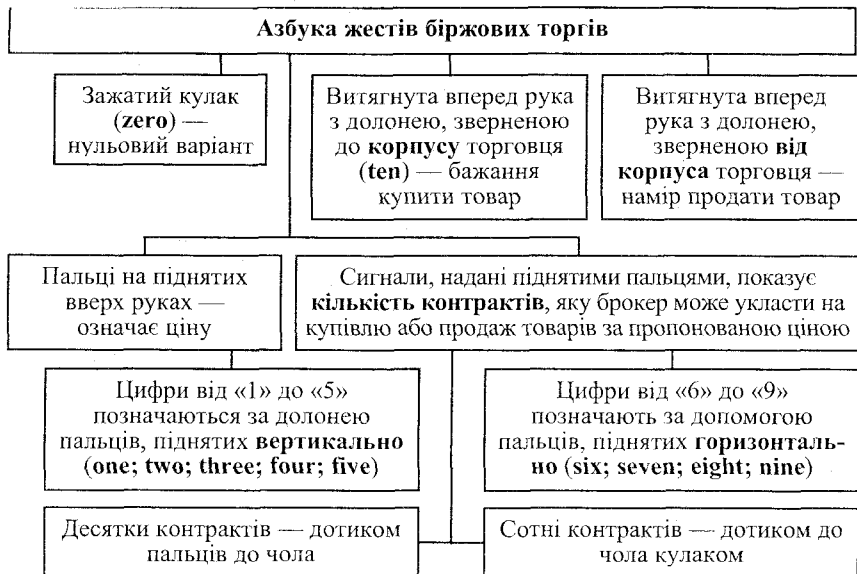 Азбука жестів біржових торгів
Зажатий кулак
(zero) —
нульовий варіант
Витягнута вперед рука
з долонею, зверненою
до корпусу торговця
(ten) — бажання
купити товар
Витягнута вперед
рука з долонею,
зверненою від
корпуса торговця —
намір продати товар
Пальці на піднятих
вверх руках —
означає ціну
Сигнали, надані піднятими пальцями, показує
кількість контрактів, яку брокер може укласти на
купівлю або продаж товарів за пропонованою ціною
Цифри від «1» до «5»
позначаються за долонею
пальців, піднятих вертикально
(one; two; three; four; five)
Цифри від «6» до «9»
позначають за допомогою
пальців, піднятих горизонталь-
но (six; seven; eight; nine)
Десятки контрактів — дотиком
пальців до чола
Сотні контрактів — дотиком до
чола кулаком